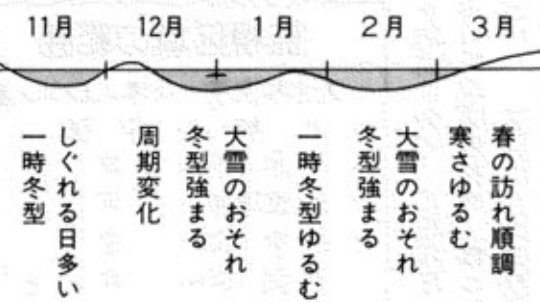 11月
12月
1月
2月
3月
しぐれる日多い
一時冬型
周期変化
大雪のおそれ
冬型強まる
一時冬型ゆるむ
大雪のおそれ
冬型強まる
春の訪れ順調
寒さゆるむ